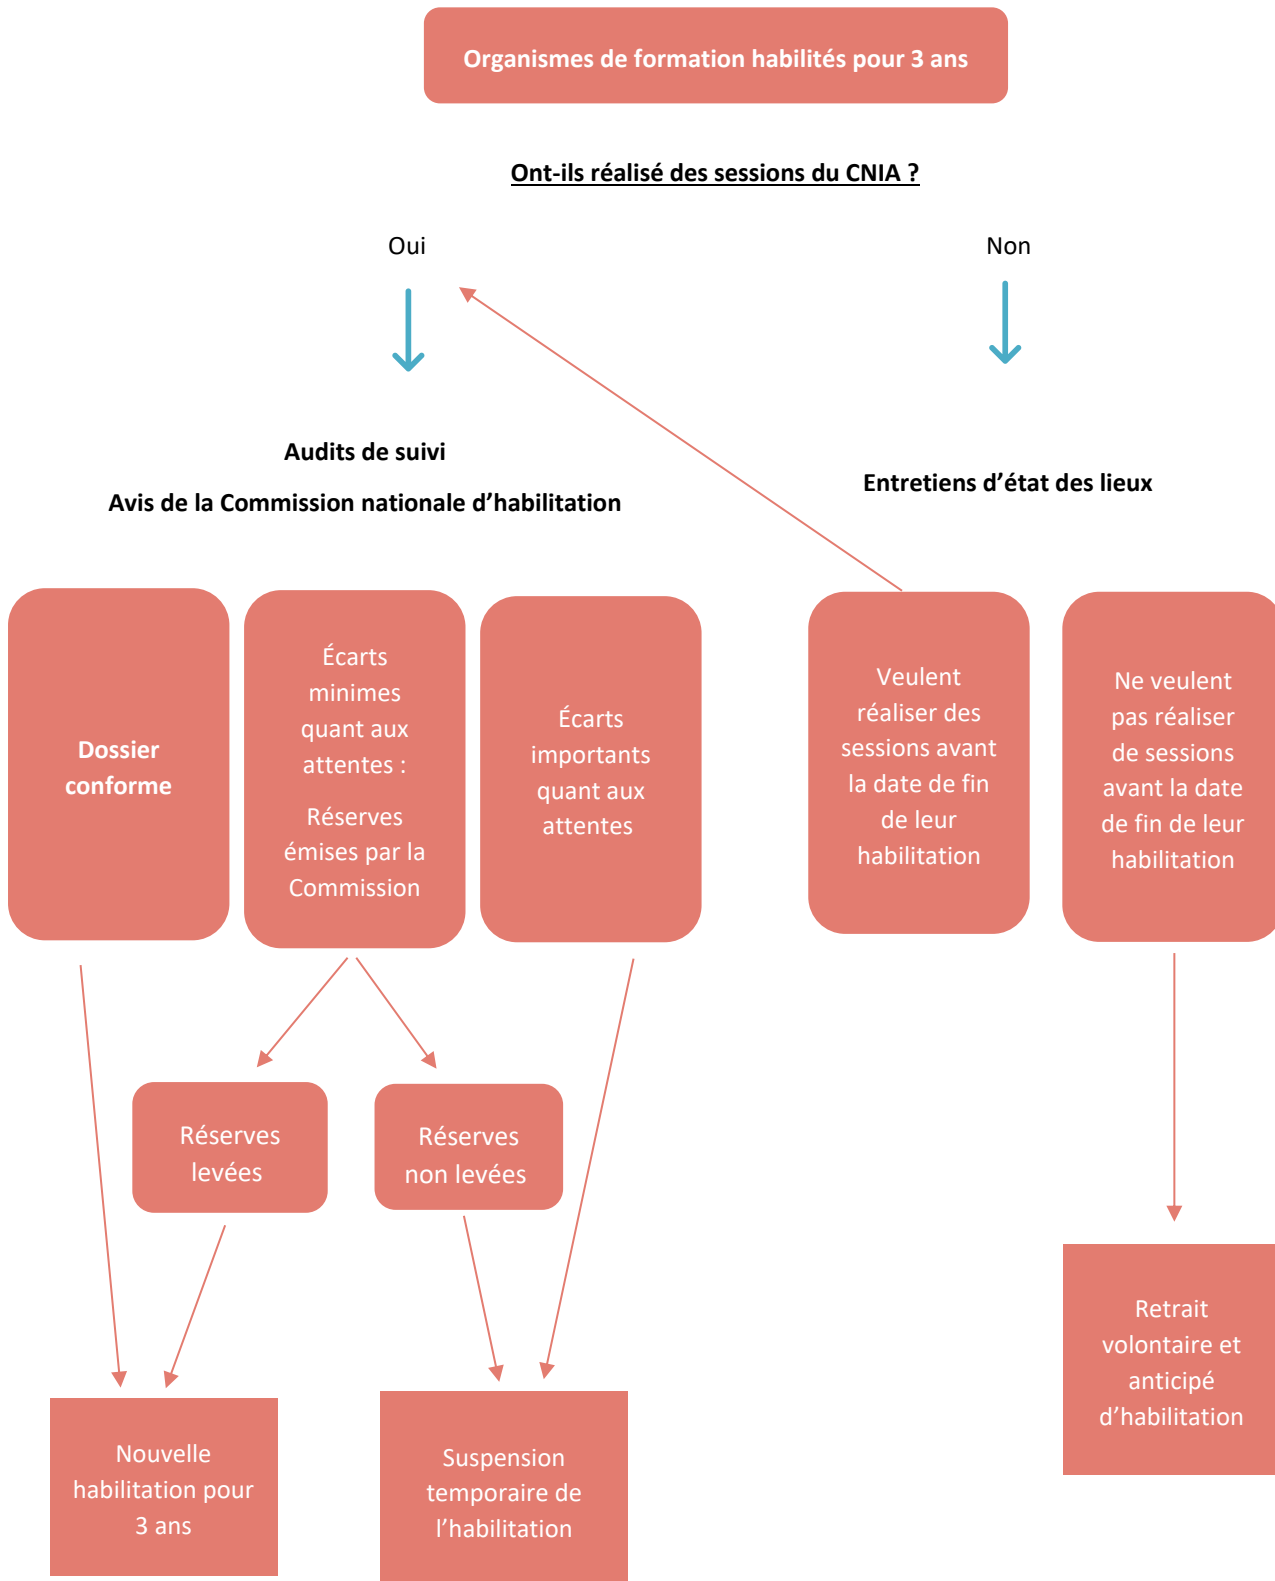 Organismes de formation habilités pour 3 ans
Ont-ils réalisé des sessions du CNIA ?
Oui
Non
Audits de suivi
Avis de la Commission nationale d’habilitation
Entretiens d’état des lieux
Dossier
conforme
Écarts
minimes
quant aux
attentes :
Réserves
émises par la
Commission
Écarts
importants
quant aux
attentes
Veulent
réaliser des
sessions avant
la date de fin
de leur
habilitation
Ne veulent
pas réaliser
de sessions
avant la date
de fin de leur
habilitation
Réserves
levées
Réserves
non levées
Nouvelle
habilitation pour
3 ans
Suspension
temporaire de
l’habilitation
Retrait
volontaire et
anticipé
d’habilitation